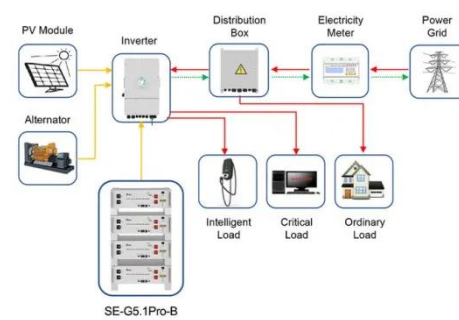 PV Module
Inverter
Distribution
Box
Electricity
Meter
Power
Grid
Alternator
Intelligent
Load
Critical
Load
Ordinary
Load
SE-G5.1Pro-B